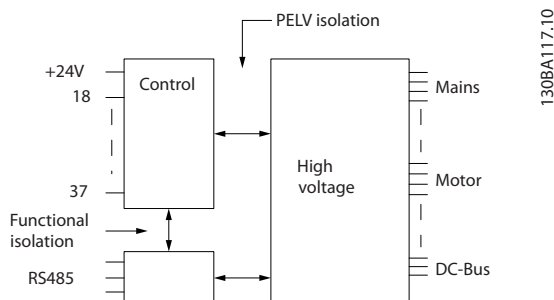 PELV isolation
130BA117.10
+24V
Control
Mains
18
High
voltage
37
Motor
Functional
isolation
RS485
DC-Bus